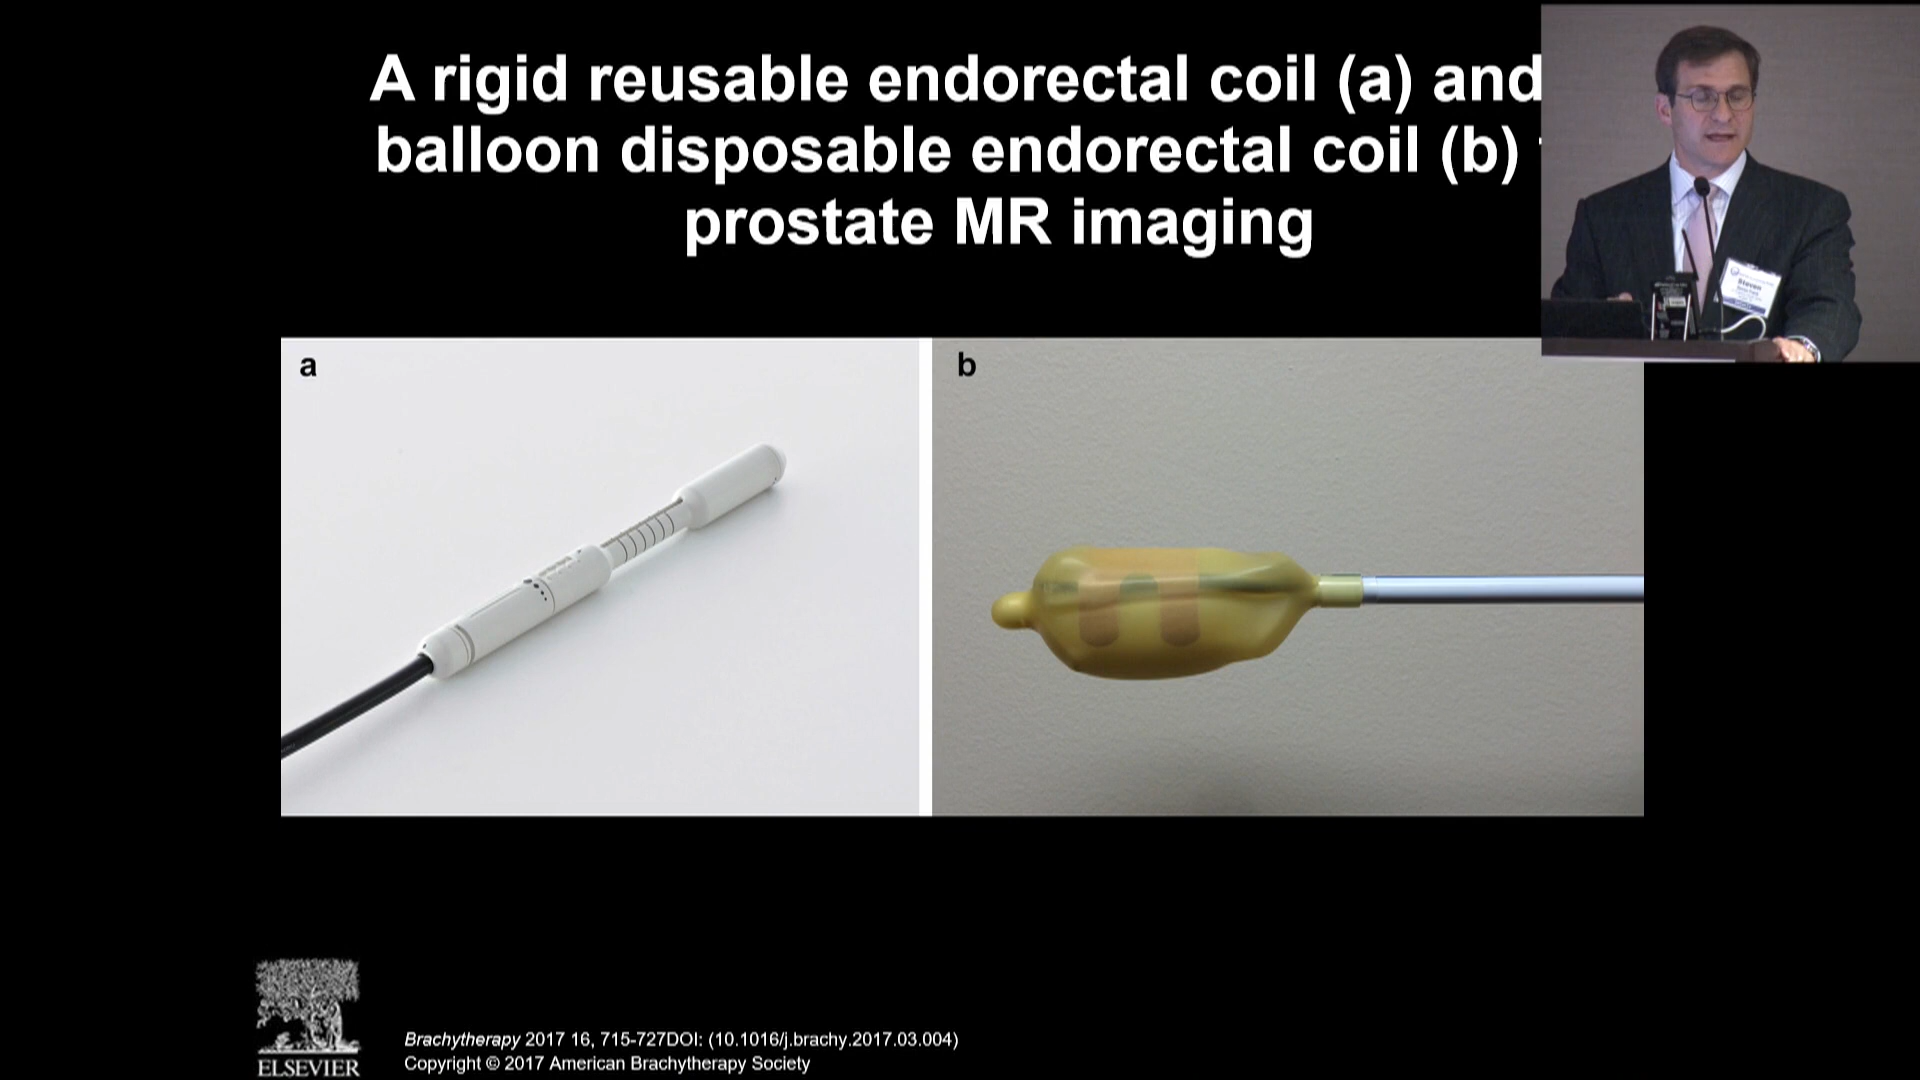 A rigid reusable endorectal coil (a) and
balloon disposable endorectal coil (b)
prostate MR imaging
a
b
Steven
ELSEVIER
Brachytherapy 2017 16, 715-727DOI: (10.1016/j.brachy.2017.03.004)
Copyright © 2017 American Brachytherapy Society